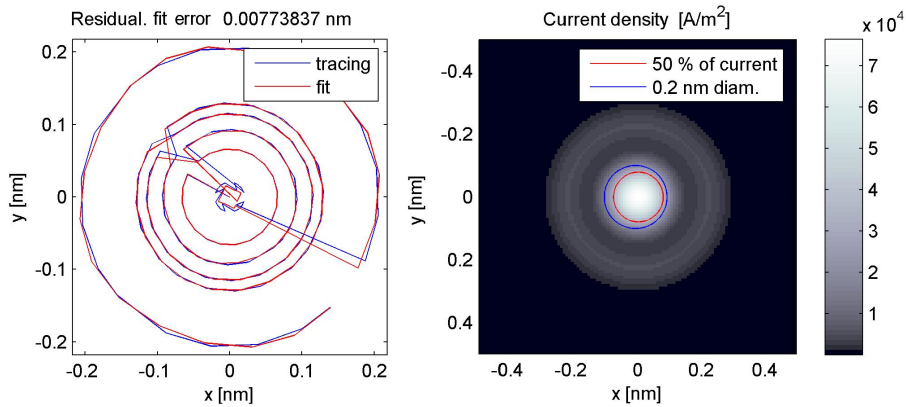 Residual. fit error 0.00773837 nm
tracing
fit
0.2
0.1
0
-0.1
-0.2
y [nm]
-0.2
-0.1
0
0.1
0.2
x [nm]
Current density [A/m²]
50 % of current
0.2 nm diam.
-0.4
-0.2
0
0.2
0.4
y [nm]
-0.4
-0.2
0
0.2
0.4
x [nm]
x 10⁴
7
6
5
4
3
2
1